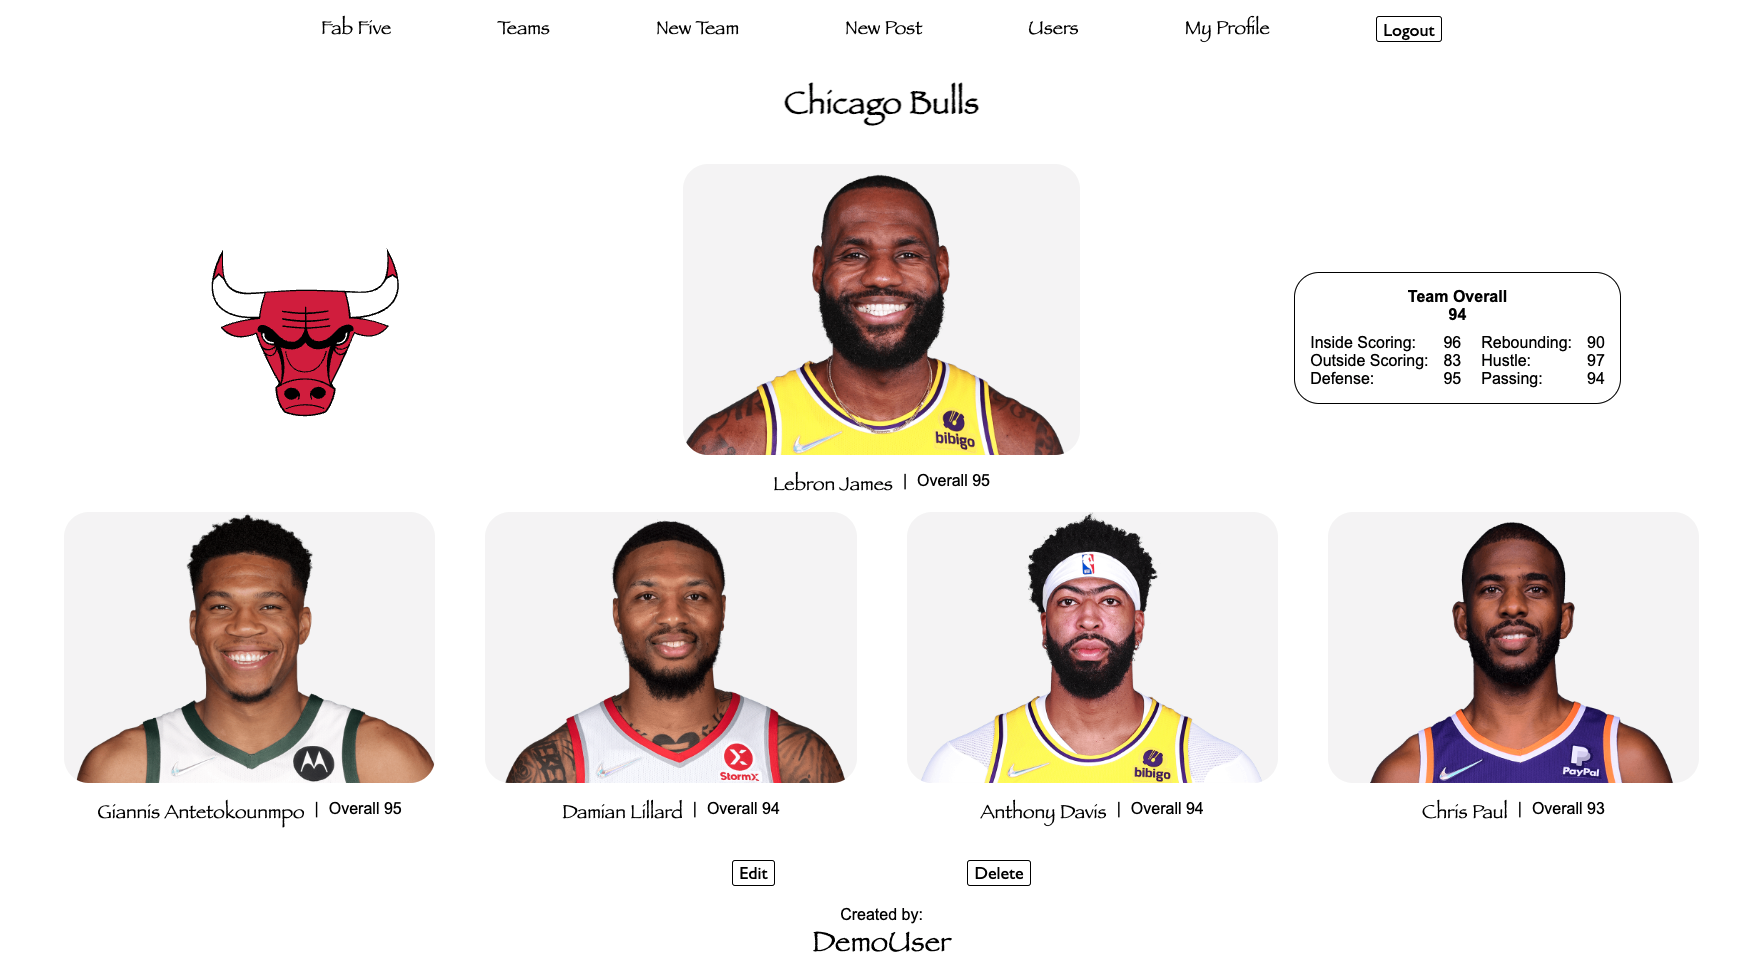 Fab Five Teams New Team New Post Users My Profile Logout
Chicago Bulls
bibigo
Team Overall
94
Inside Scoring: 96 Rebounding: 90
Outside Scoring: 83 Hustle: 97
Defense: 95 Passing: 94
Lebron James | Overall 95
StormX
bibigo
PayPal
Giannis Antetokounmpo | Overall 95
Damian Lillard | Overall 94
Anthony Davis | Overall 94
Chris Paul | Overall 93
Edit Delete
Created by:
DemoUser